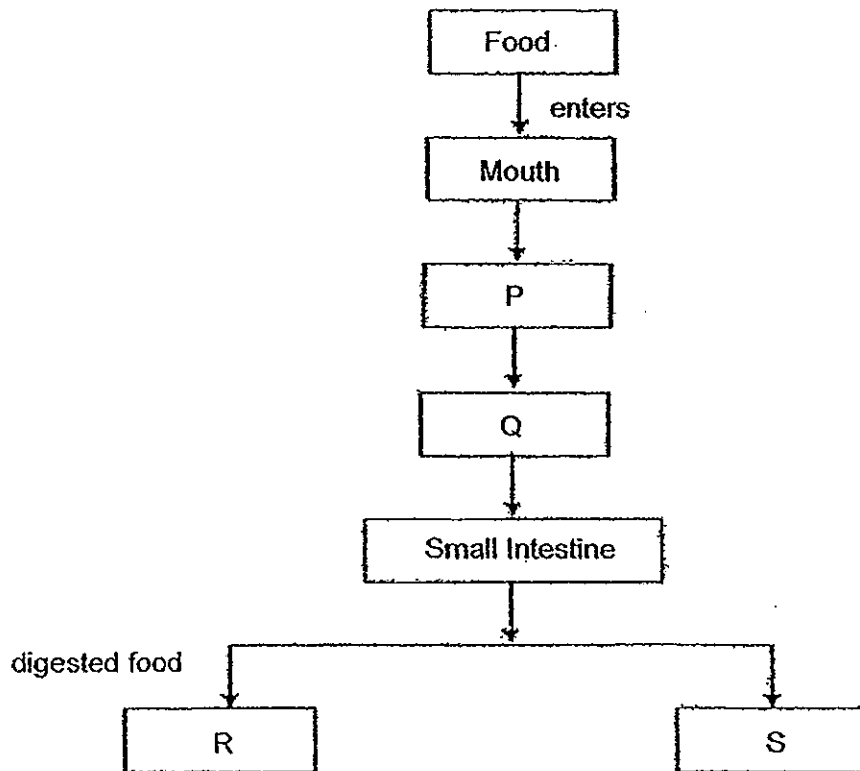 Food
enters
Mouth
P
Q
Small Intestine
digested food
R
S